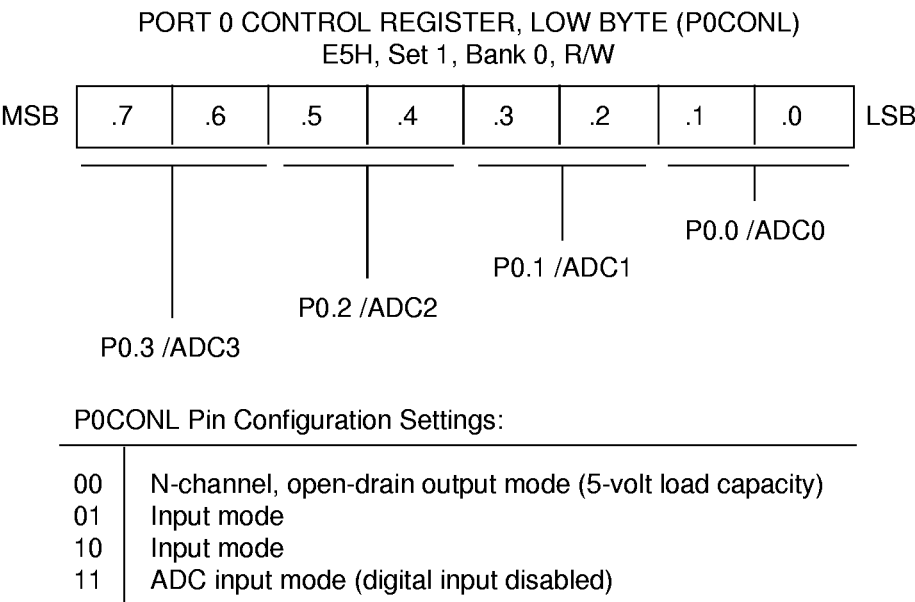 PORT 0 CONTROL REGISTER, LOW BYTE (P0CONL)
E5H, Set 1, Bank 0, R/W
MSB .7 .6 .5 .4 .3 .2 .1 .0 LSB
P0.0 /ADC0
P0.1 /ADC1
P0.2 /ADC2
P0.3 /ADC3
P0CONL Pin Configuration Settings:
00 N-channel, open-drain output mode (5-volt load capacity)
01 Input mode
10 Input mode
11 ADC input mode (digital input disabled)